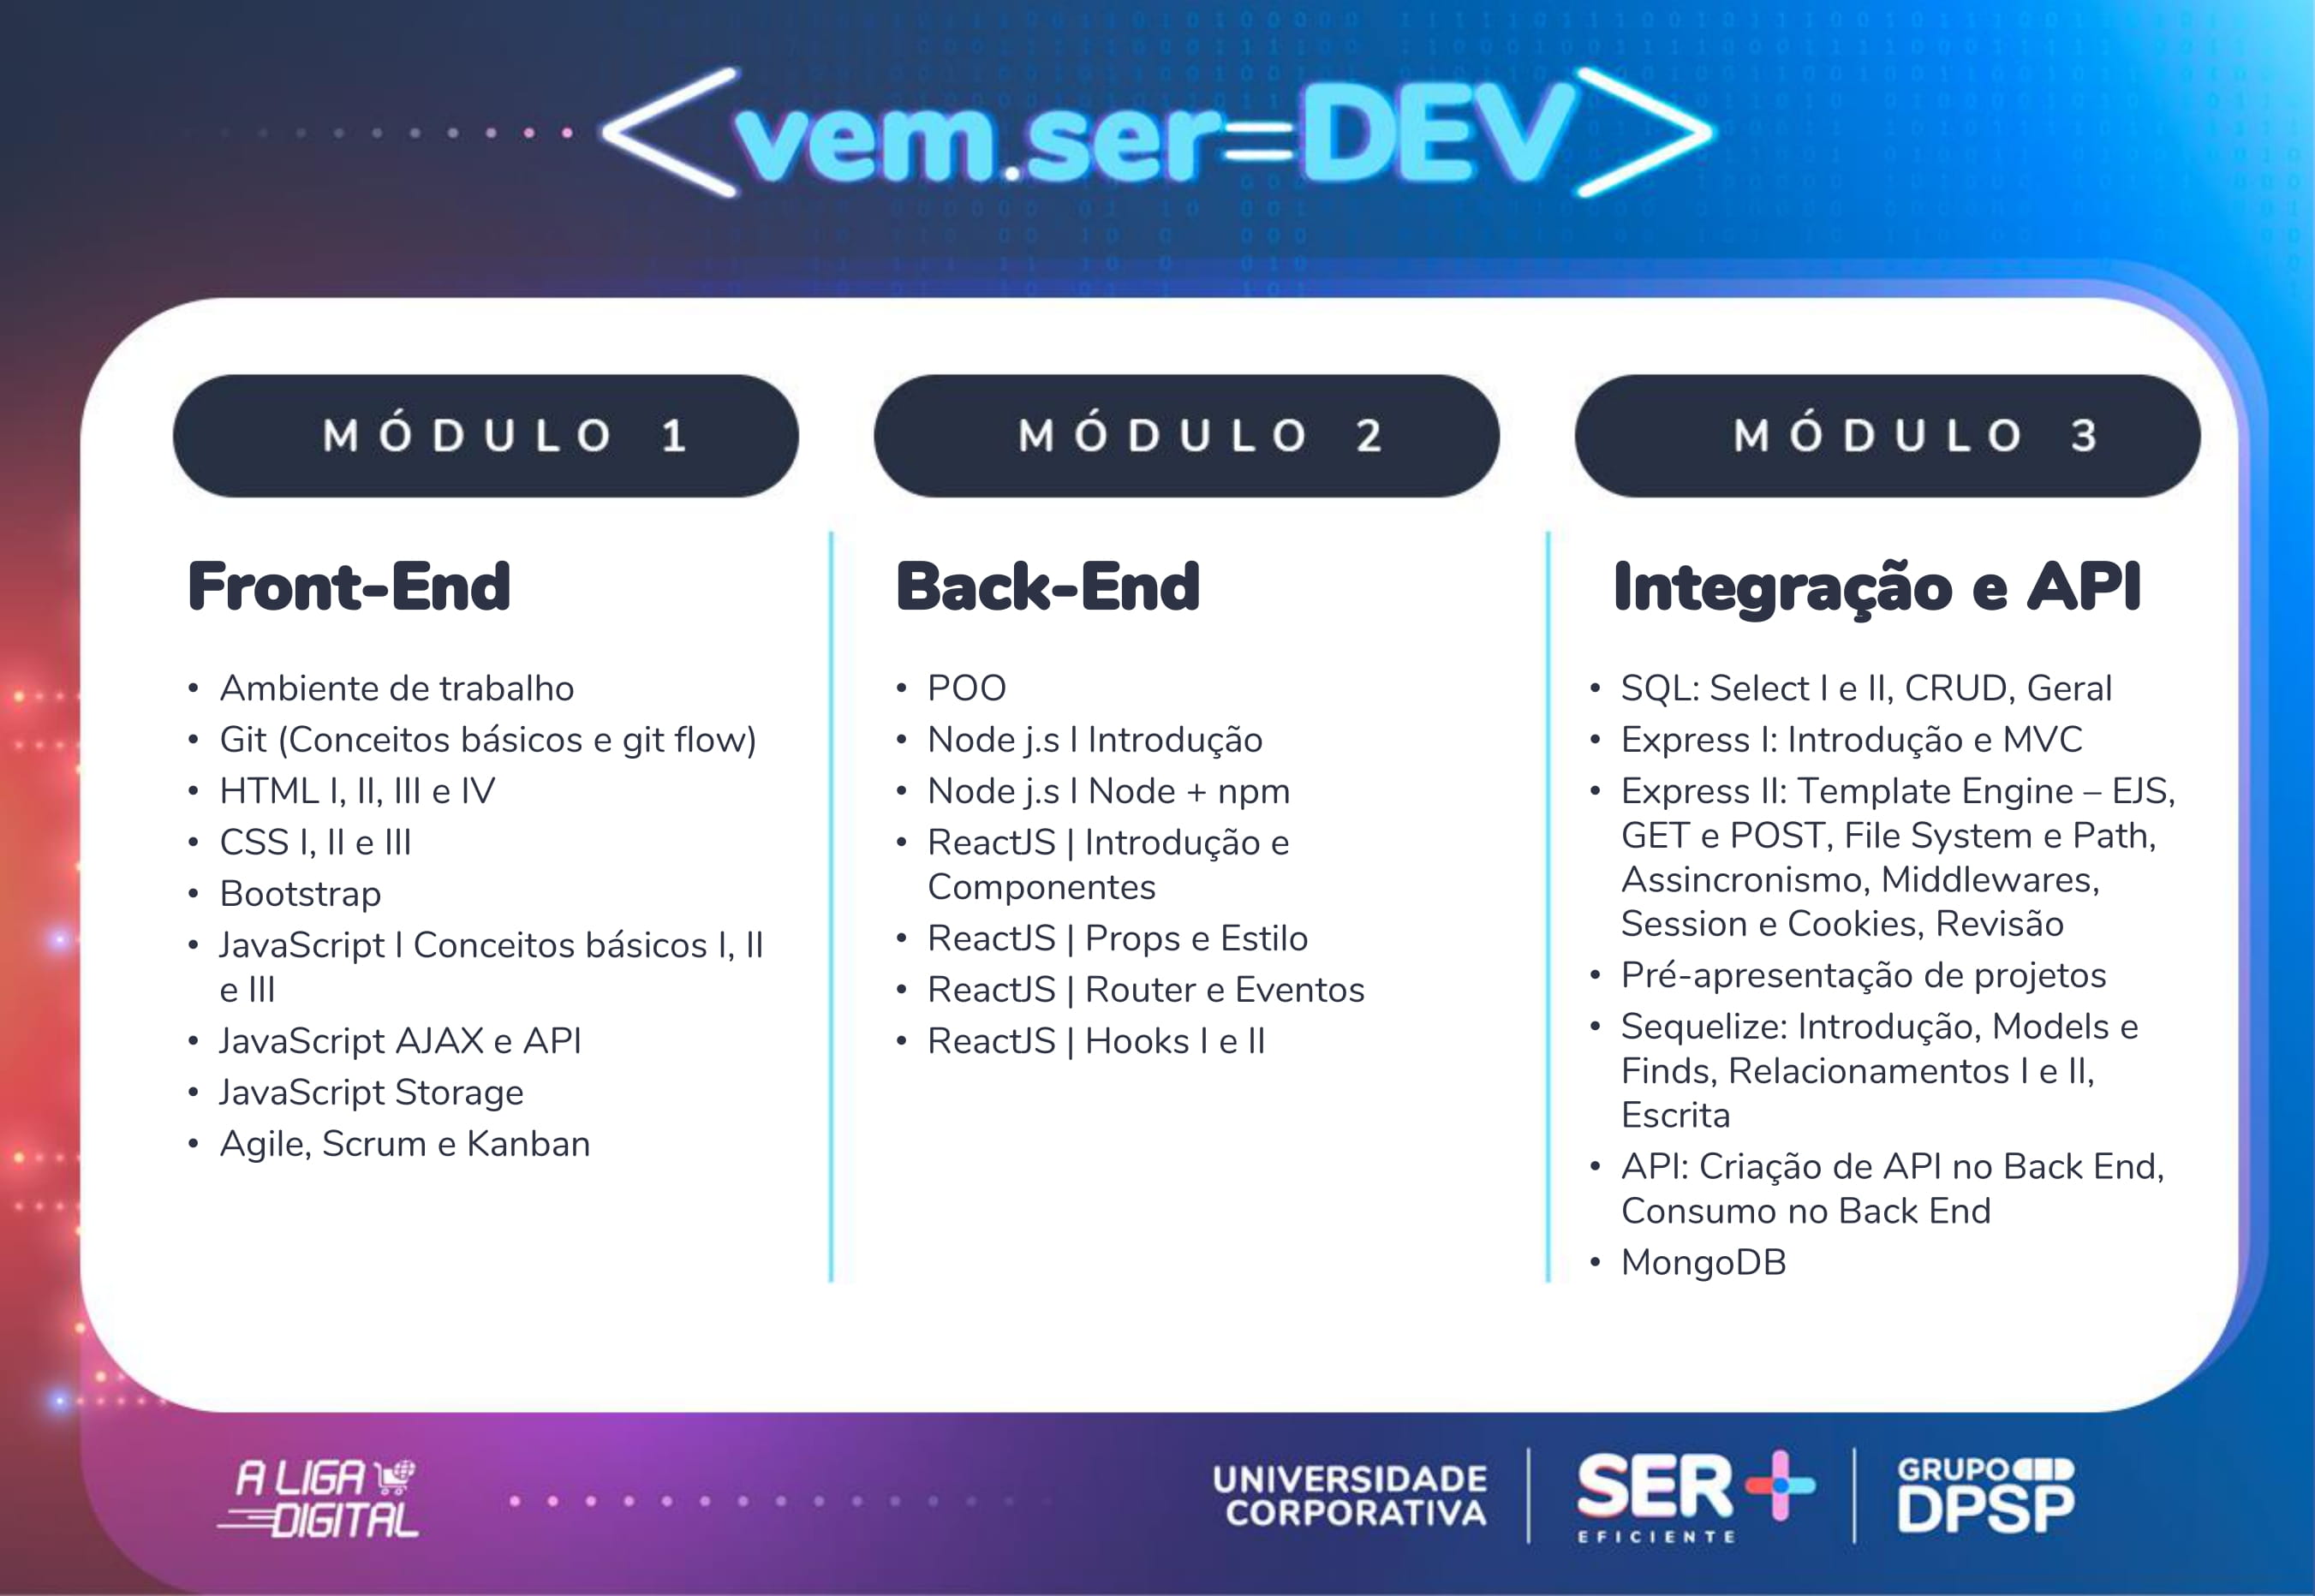 <vem.ser=DEV>
MÓDULO 1
Front-End
• Ambiente de trabalho
• Git (Conceitos básicos e git flow)
• HTML I, II, III e IV
• CSS I, II e III
• Bootstrap
• JavaScript I Conceitos básicos I, II
e III
• JavaScript AJAX e API
• JavaScript Storage
• Agile, Scrum e Kanban
MÓDULO 2
Back-End
• POO
• Node j.s I Introdução
• Node j.s I Node + npm
• ReactJS | Introdução e
Componentes
• ReactJS | Props e Estilo
• ReactJS | Router e Eventos
• ReactJS | Hooks I e II
MÓDULO 3
Integração e API
• SQL: Select I e II, CRUD, Geral
• Express I: Introdução e MVC
• Express II: Template Engine – EJS,
GET e POST, File System e Path,
Assincronismo, Middlewares,
Session e Cookies, Revisão
• Pré-apresentação de projetos
• Sequelize: Introdução, Models e
Finds, Relacionamentos I e II,
Escrita
• API: Criação de API no Back End,
Consumo no Back End
• MongoDB
A LIGA
DIGITAL
UNIVERSIDADE
CORPORATIVA
SER+
EFICIENTE
GRUPO
DPSP